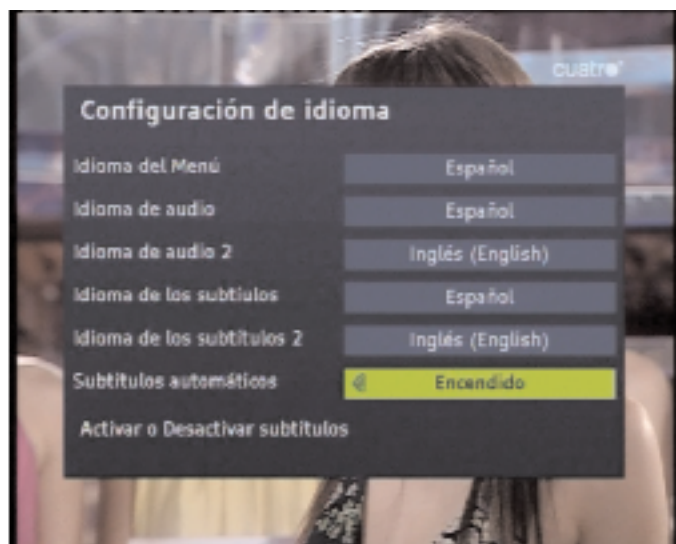 cuatro
Configuración de idioma
Idioma del Menú Español
Idioma de audio Español
Idioma de audio 2 Inglés (English)
Idioma de los subtiulos Español
Idioma de los subtítulos 2 Inglés (English)
Subtítulos automáticos Encendido
Activar o Desactivar subtítulos